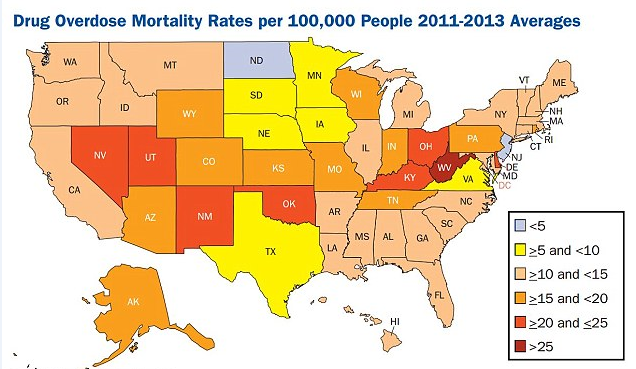 Drug Overdose Mortality Rates per 100,000 People 2011-2013 Averages
WA
MT
ND
MN
VT
ME
OR
ID
SD
WI
MI
NY
NH
MA
WY
IA
NE
PA
RI
CT
NV
UT
CO
IL
IN
OH
NJ
DE
MD
DC
CA
KS
MO
WV
VA
KY
AZ
NM
OK
AR
TN
NC
SC
TX
LA
MS
AL
GA
FL
AK
HI
<5
≥5 and <10
≥10 and <15
≥15 and <20
≥20 and ≤25
>25